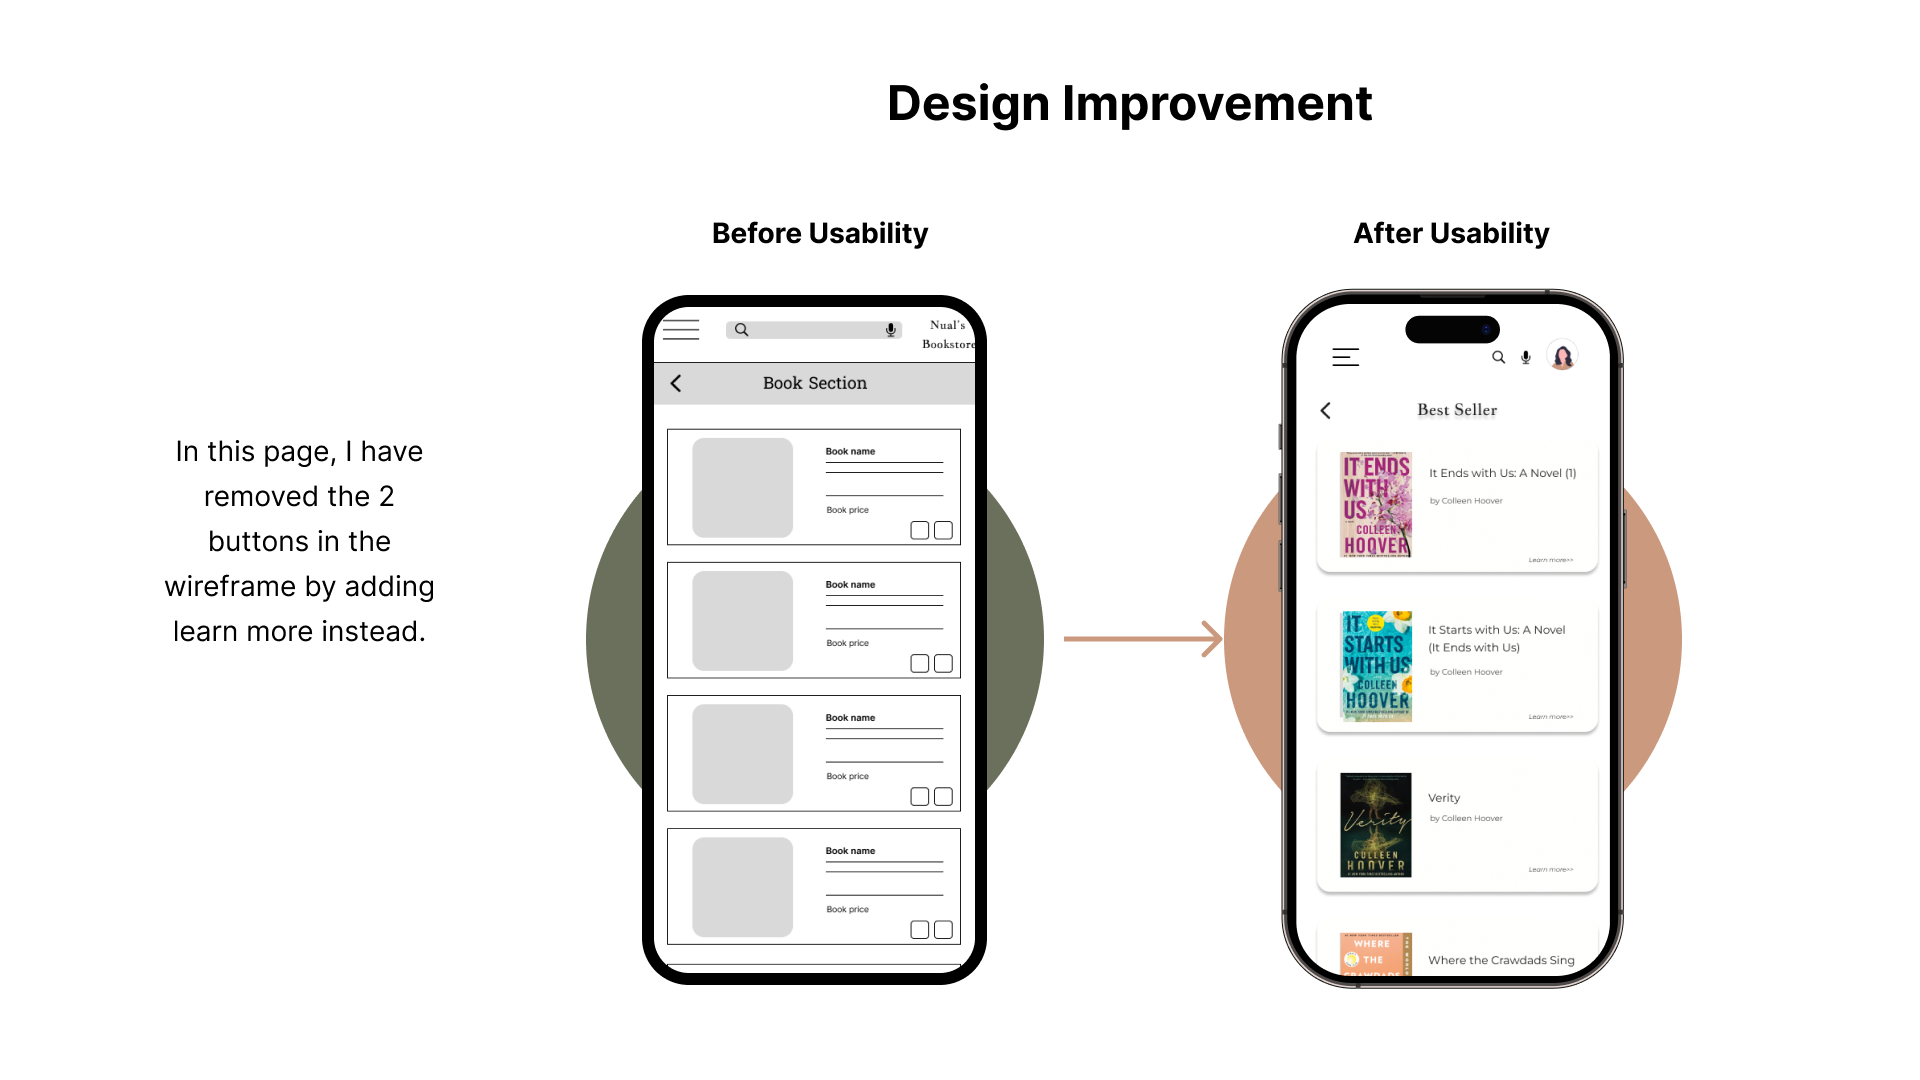 Design Improvement
Before Usability
After Usability
In this page, I have
removed the 2
buttons in the
wireframe by adding
learn more instead.
Nual's
Bookstore
Book Section
Book name
Book price
Book name
Book price
Book name
Book price
Book name
Book price
Best Seller
IT ENDS
WITH
US
COLLEEN
HOOVER
It Ends with Us: A Novel (1)
by Colleen Hoover
Learn more>>
IT
STARTS
WITH US
COLLEEN
HOOVER
It Starts with Us: A Novel
(It Ends with Us)
by Colleen Hoover
Learn more>>
Verity
COLLEEN
HOOVER
Verity
by Colleen Hoover
Learn more>>
WHERE
THE
CRAWDADS
Where the Crawdads Sing